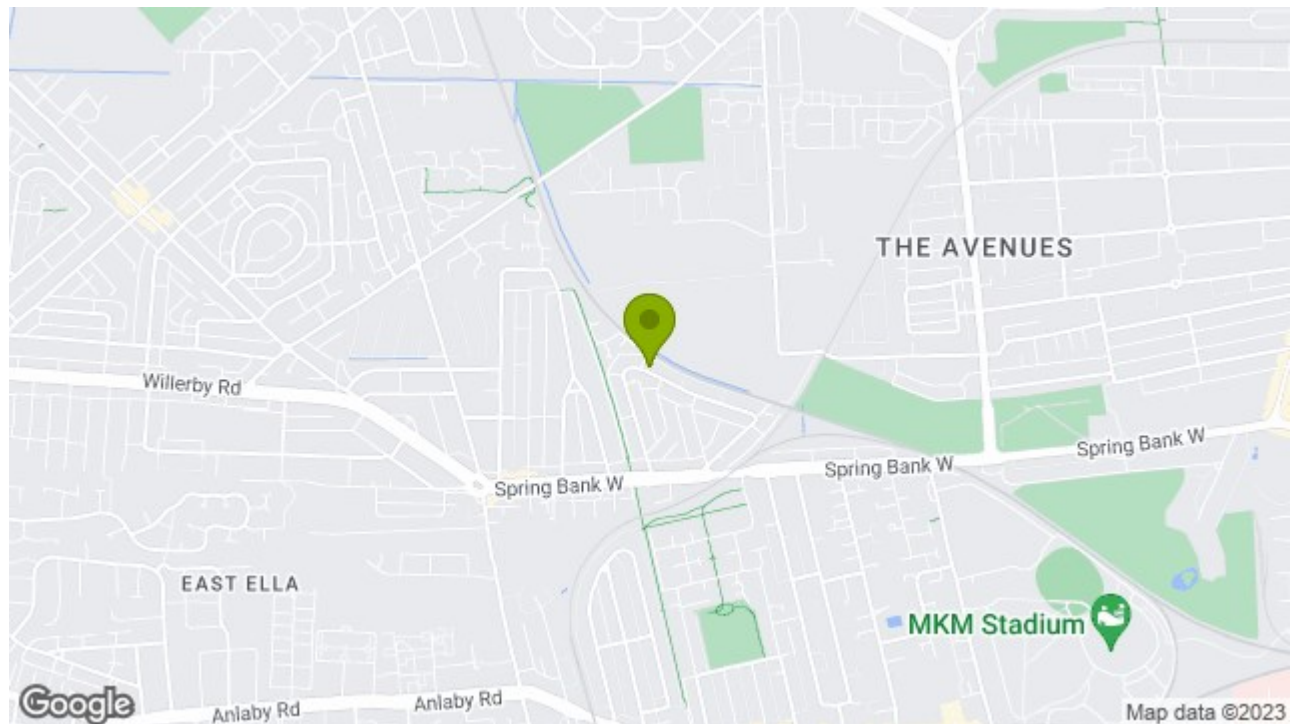 THE AVENUES
Willerby Rd
Spring Bank W
Spring Bank W
Spring Bank W
EAST ELLA
MKM Stadium
Anlaby Rd
Anlaby Rd
Google
Map data ©2023